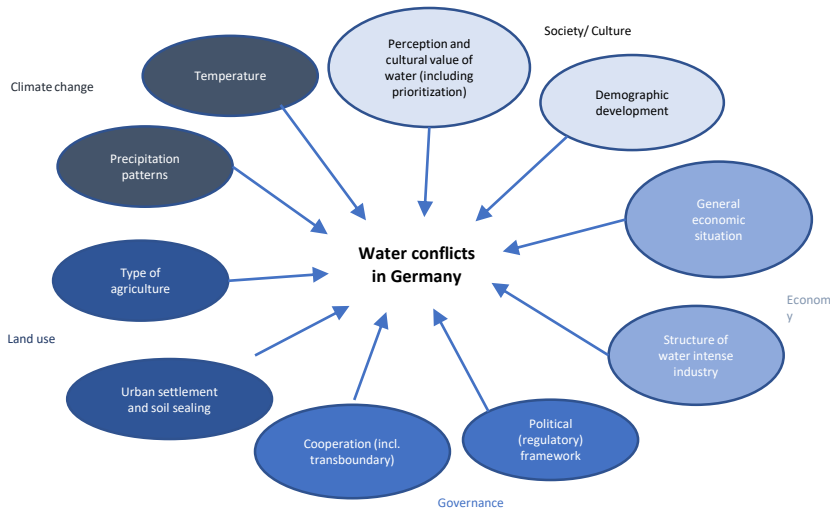 Perception and
cultural value of
water (including
prioritization)
Society/ Culture
Temperature
Climate change
Demographic
development
Precipitation
patterns
General
economic
situation
Water conflicts
in Germany
Type of
agriculture
Econom
y
Land use
Structure of
water intense
industry
Urban settlement
and soil sealing
Cooperation (incl.
transboundary)
Political
(regulatory)
framework
Governance